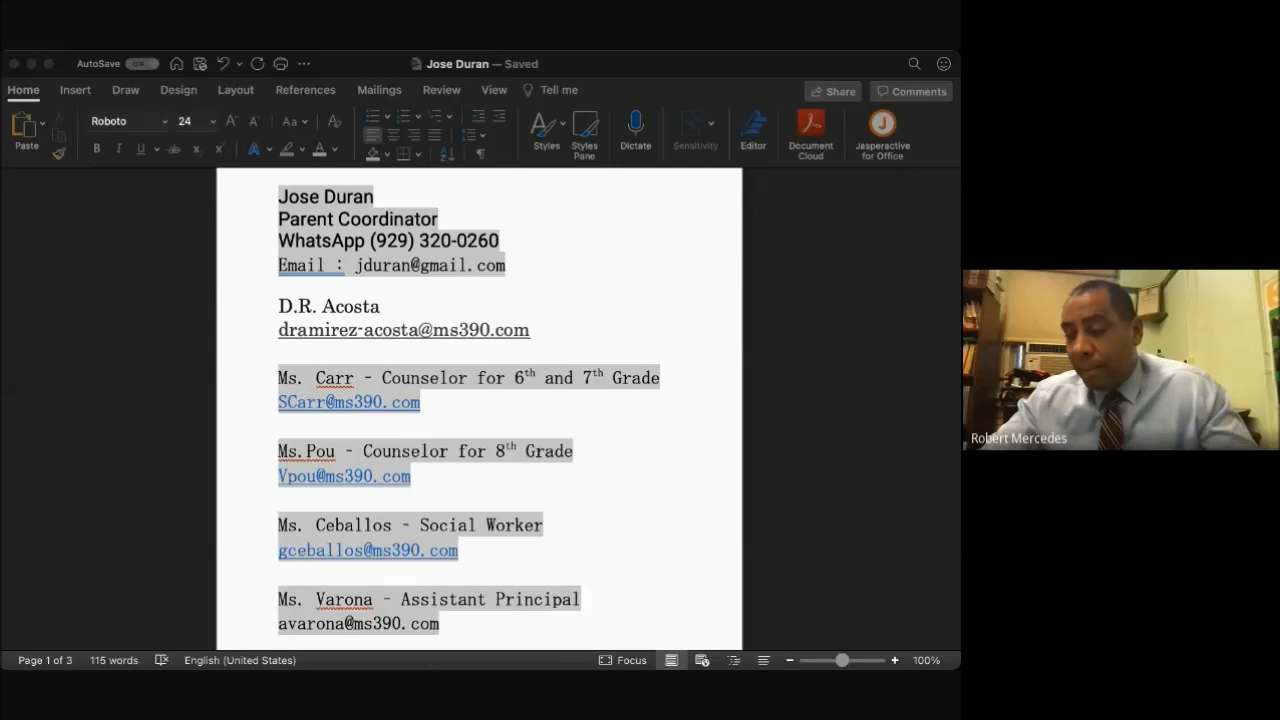 AutoSave OFF
Jose Duran — Saved
Home Insert Draw Design Layout References Mailings Review View Tell me
Share Comments
Paste
Roboto 24
Styles
Styles Pane
Dictate
Sensitivity
Editor
Document Cloud
Jasperactive for Office
Jose Duran
Parent Coordinator
WhatsApp (929) 320-0260
Email : jduran@gmail.com
D.R. Acosta
dramirez-acosta@ms390.com
Ms. Carr - Counselor for 6th and 7th Grade
SCarr@ms390.com
Ms.Pou - Counselor for 8th Grade
Vpou@ms390.com
Ms. Ceballos - Social Worker
gceballos@ms390.com
Ms. Varona - Assistant Principal
avarona@ms390.com
Page 1 of 3 115 words English (United States) Focus 100%
Robert Mercedes